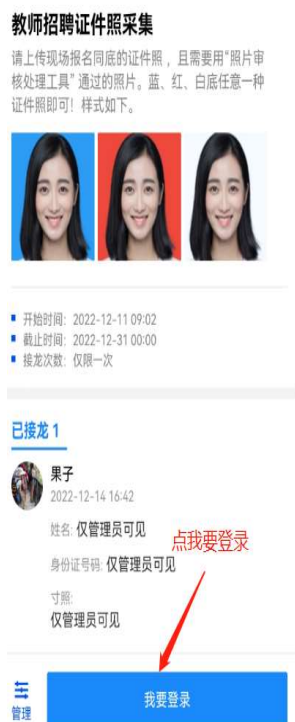 教师招聘证件照采集
请上传现场报名同底的证件照，且需要用“照片审
核处理工具”通过的照片。蓝、红、白底任意一种
证件照即可！样式如下。
开始时间: 2022-12-11 09:02
截止时间: 2022-12-31 00:00
接龙次数: 仅限一次
已接龙 1
果子
2022-12-14 16:42
姓名: 仅管理员可见
点我要登录
身份证号码: 仅管理员可见
寸照:
仅管理员可见
管理
我要登录